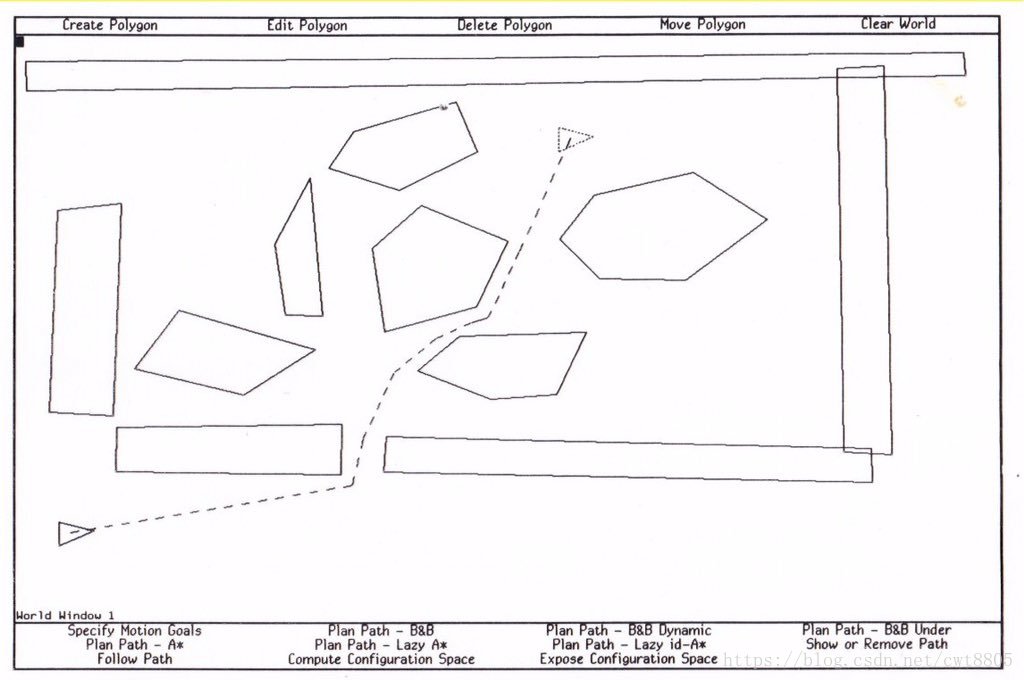 Create Polygon Edit Polygon Delete Polygon Move Polygon Clear World
World Window 1
Specify Motion Goals Plan Path - B&B Plan Path - B&B Dynamic Plan Path - B&B Under
Plan Path - A* Plan Path - Lazy A* Plan Path - Lazy id-A* Show or Remove Path
Follow Path Compute Configuration Space Expose Configuration Space
https://blog.csdn.net/cwt8805